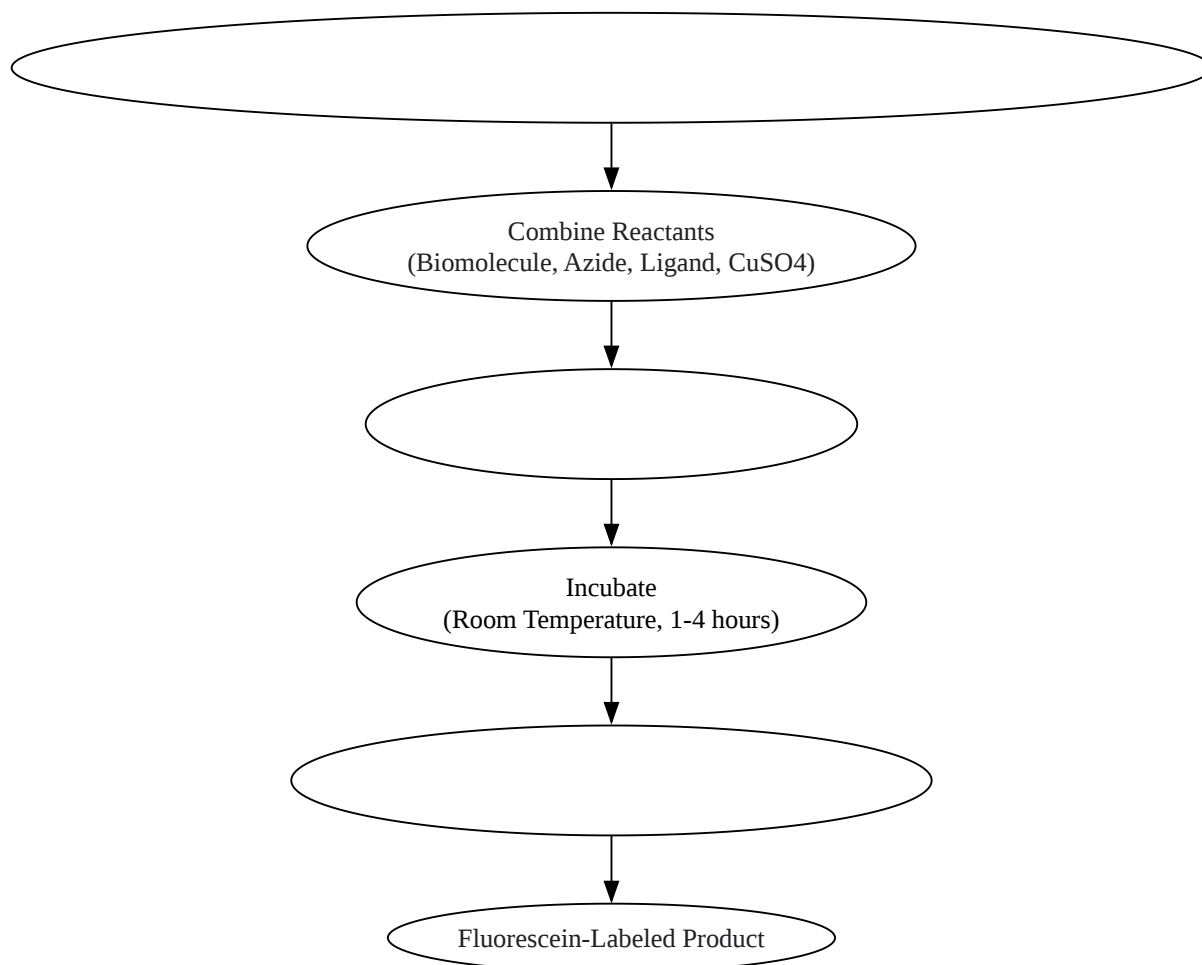 Combine Reactants
(Biomolecule, Azide, Ligand, CuSO4)
Incubate
(Room Temperature, 1-4 hours)
Fluorescein-Labeled Product